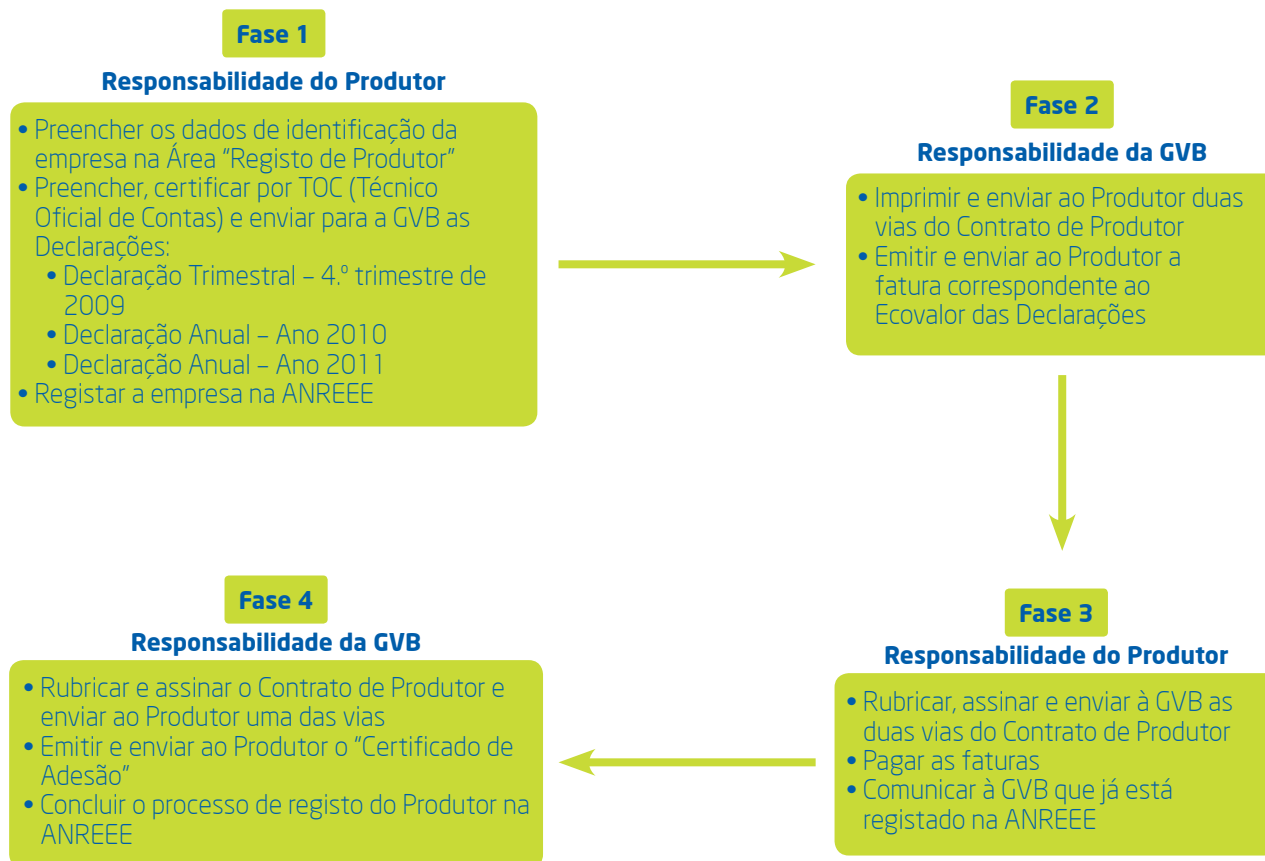 Fase 1
Responsabilidade do Produtor
• Preencher os dados de identificação da
empresa na Área “Registo de Produtor”
• Preencher, certificar por TOC (Técnico
Oficial de Contas) e enviar para a GVB as
Declarações:
• Declaração Trimestral – 4.º trimestre de
2009
• Declaração Anual – Ano 2010
• Declaração Anual – Ano 2011
• Registar a empresa na ANREEE
Fase 2
Responsabilidade da GVB
• Imprimir e enviar ao Produtor duas
vias do Contrato de Produtor
• Emitir e enviar ao Produtor a
fatura correspondente ao
Ecovalor das Declarações
Fase 3
Responsabilidade do Produtor
• Rubricar, assinar e enviar à GVB as
duas vias do Contrato de Produtor
• Pagar as faturas
• Comunicar à GVB que já está
registado na ANREEE
Fase 4
Responsabilidade da GVB
• Rubricar e assinar o Contrato de Produtor e
enviar ao Produtor uma das vias
• Emitir e enviar ao Produtor o “Certificado de
Adesão”
• Concluir o processo de registo do Produtor na
ANREEE